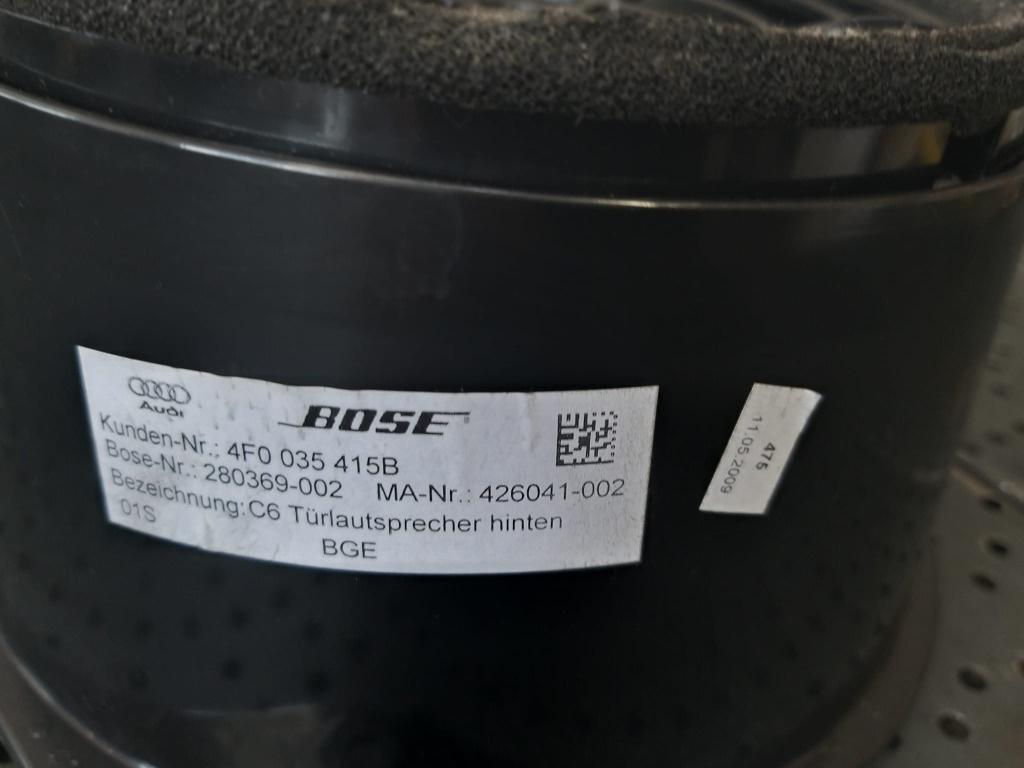 Audi
BOSE
Kunden-Nr.: 4F0 035 415B
Bose-Nr.: 280369-002 MA-Nr.: 426041-002
Bezeichnung:C6 Türlautsprecher hinten
01S
BGE
475
11.05.2009